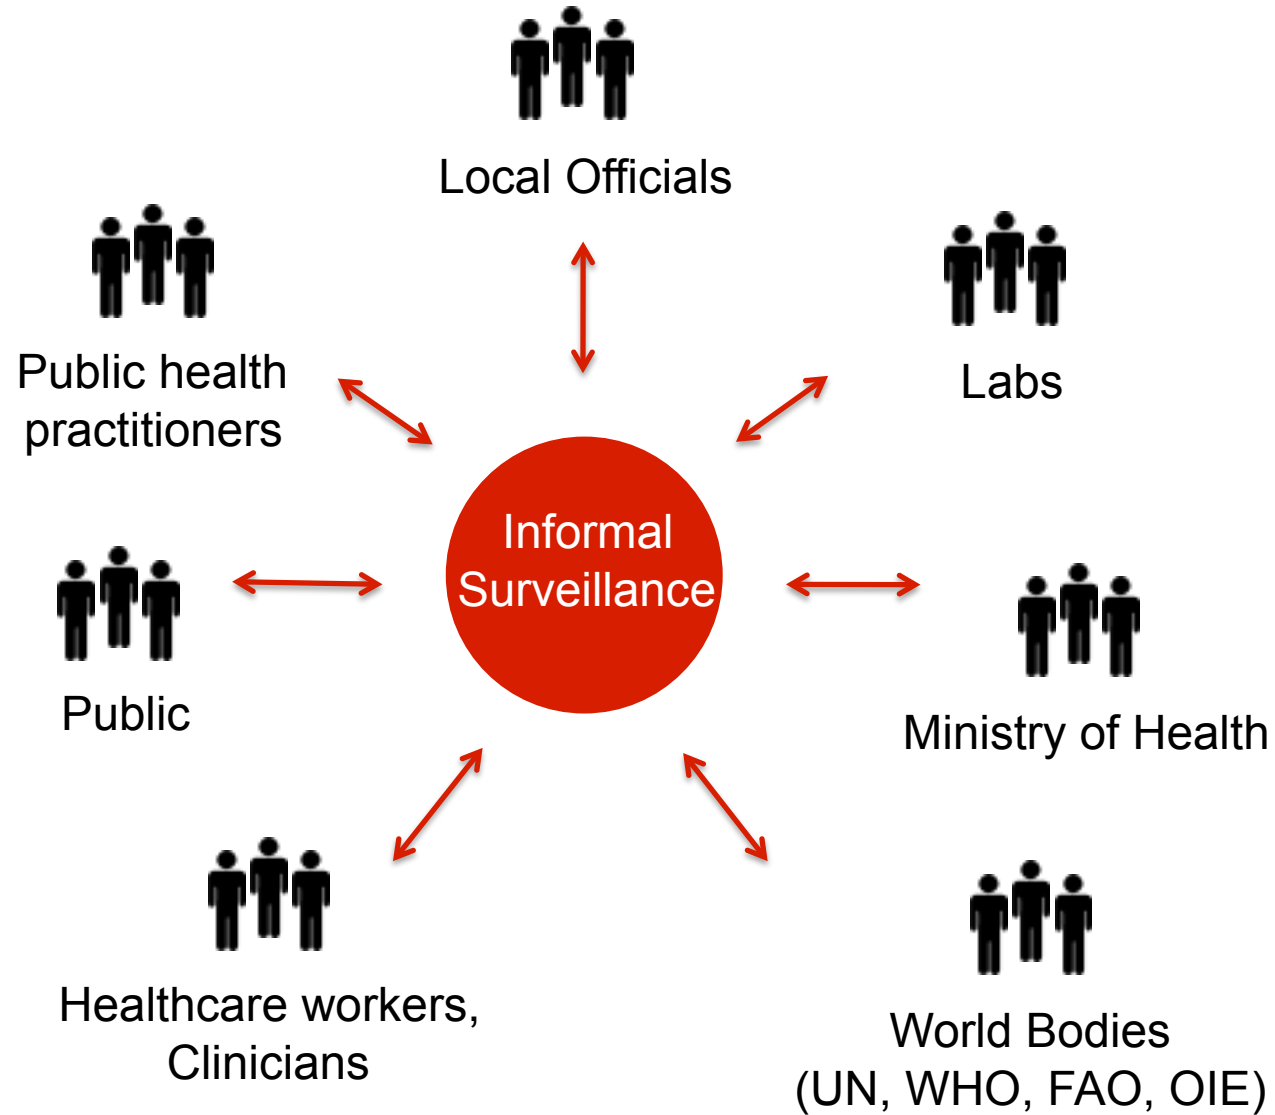 Local Officials
Public health
practitioners
Labs
Informal
Surveillance
Public
Ministry of Health
Healthcare workers,
Clinicians
World Bodies
(UN, WHO, FAO, OIE)